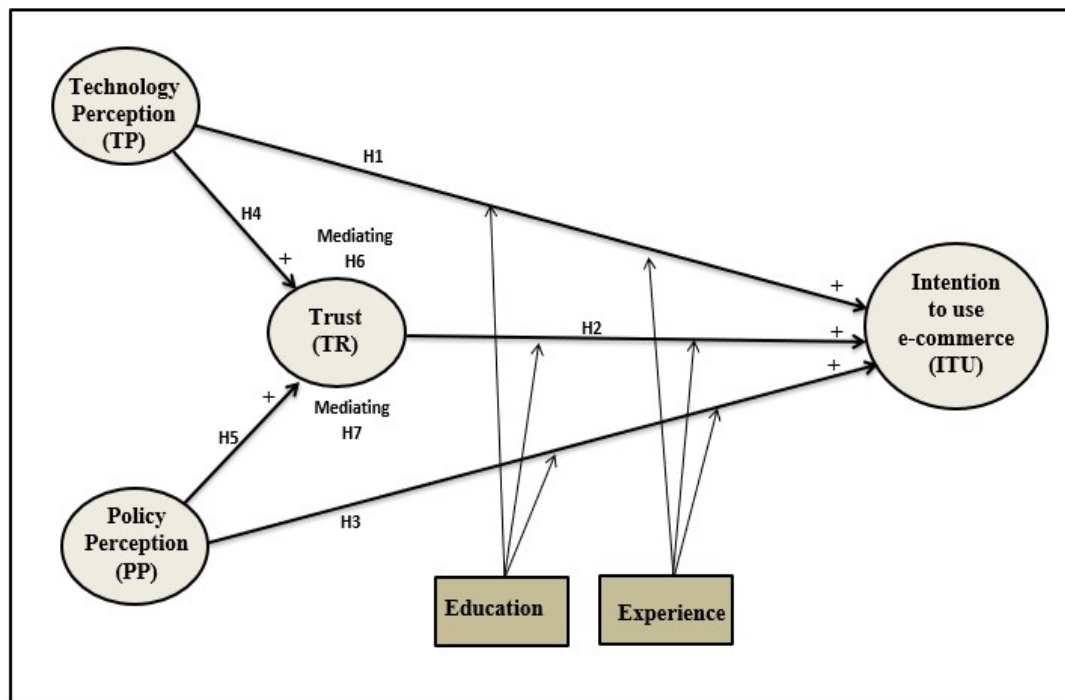 Technology
Perception
(TP)
H1
H4
+
Mediating
H6
Trust
(TR)
H2
+
+
+
Intention
to use
e-commerce
(ITU)
+
Mediating
H7
H5
H3
Policy
Perception
(PP)
Education
Experience